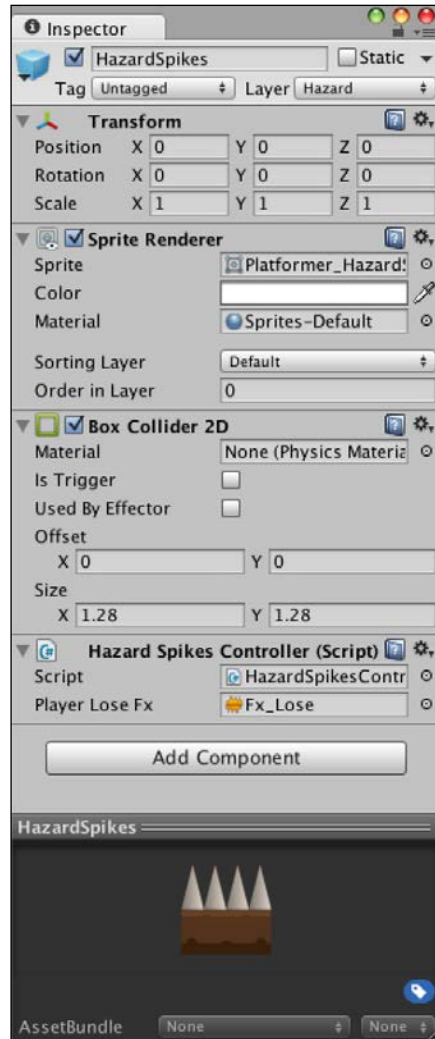 Inspector
HazardSpikes Static
Tag Untagged Layer Hazard
Transform
Position X 0 Y 0 Z 0
Rotation X 0 Y 0 Z 0
Scale X 1 Y 1 Z 1
Sprite Renderer
Sprite Platformer_HazardS
Color
Material Sprites-Default
Sorting Layer Default
Order in Layer 0
Box Collider 2D
Material None (Physics Materia
Is Trigger
Used By Effector
Offset
X 0 Y 0
Size
X 1.28 Y 1.28
Hazard Spikes Controller (Script)
Script HazardSpikesContr
Player Lose Fx Fx_Lose
Add Component
HazardSpikes
AssetBundle None None